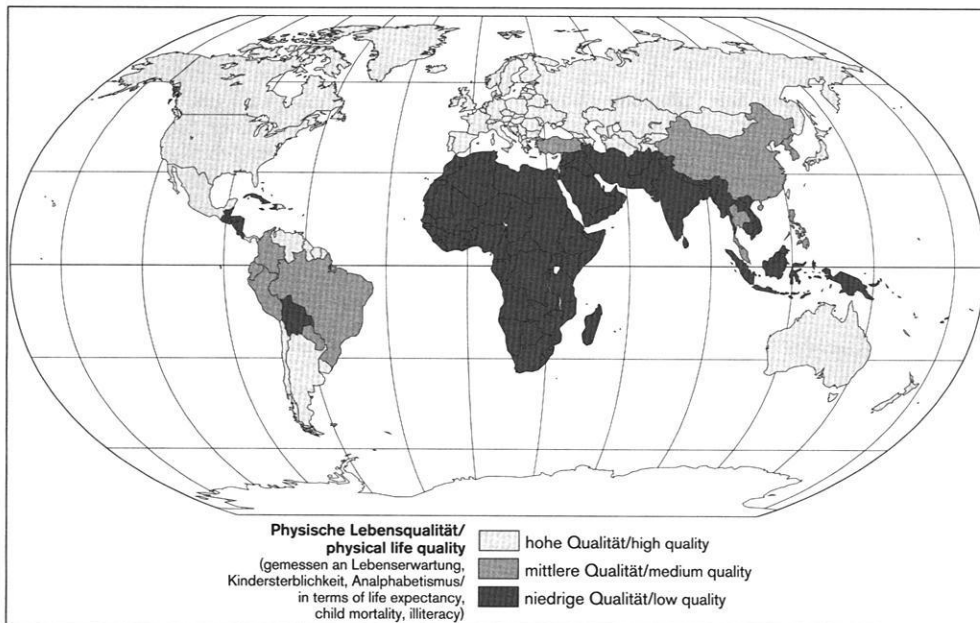 Physische Lebensqualität/
physical life quality
(gemessen an Lebenserwartung,
Kindersterblichkeit, Analphabetismus/
in terms of life expectancy,
child mortality, illiteracy)
hohe Qualität/high quality
mittlere Qualität/medium quality
niedrige Qualität/low quality